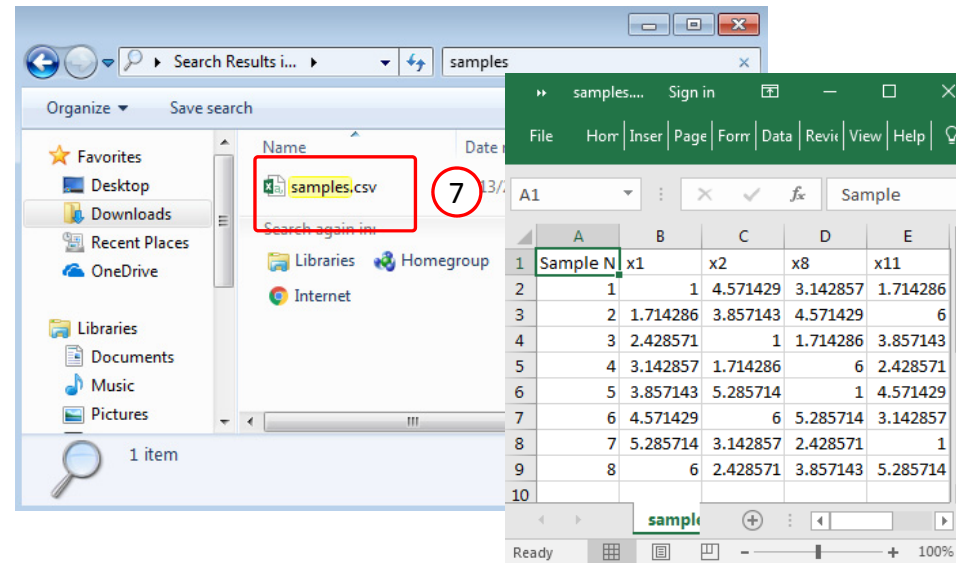 Search Results i...
samples
Organize
Save search
Favorites
Desktop
Downloads
Recent Places
OneDrive
Libraries
Documents
Music
Pictures
Name
Date
samples.csv
7
13/
Search again in:
Libraries
Homegroup
Internet
1 item
samples....
Sign in
File Hom Inser Page Form Data Revie View Help
A1
fx
Sample
A B C D E
1 Sample N x1 x2 x8 x11
2 1 1 4.571429 3.142857 1.714286
3 2 1.714286 3.857143 4.571429 6
4 3 2.428571 1 1.714286 3.857143
5 4 3.142857 1.714286 6 2.428571
6 5 3.857143 5.285714 1 4.571429
7 6 4.571429 6 5.285714 3.142857
8 7 5.285714 3.142857 2.428571 1
9 8 6 2.428571 3.857143 5.285714
10
sample
Ready
100%